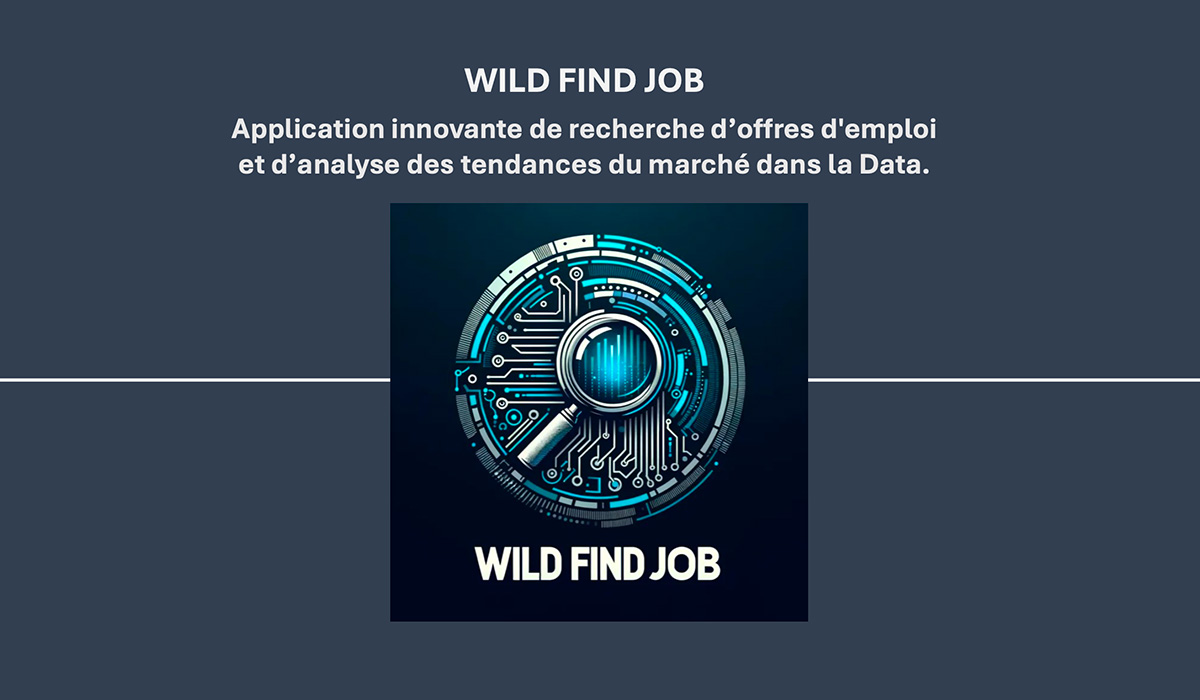 WILD FIND JOB
Application innovante de recherche d’offres d'emploi
et d’analyse des tendances du marché dans la Data.
WILD FIND JOB